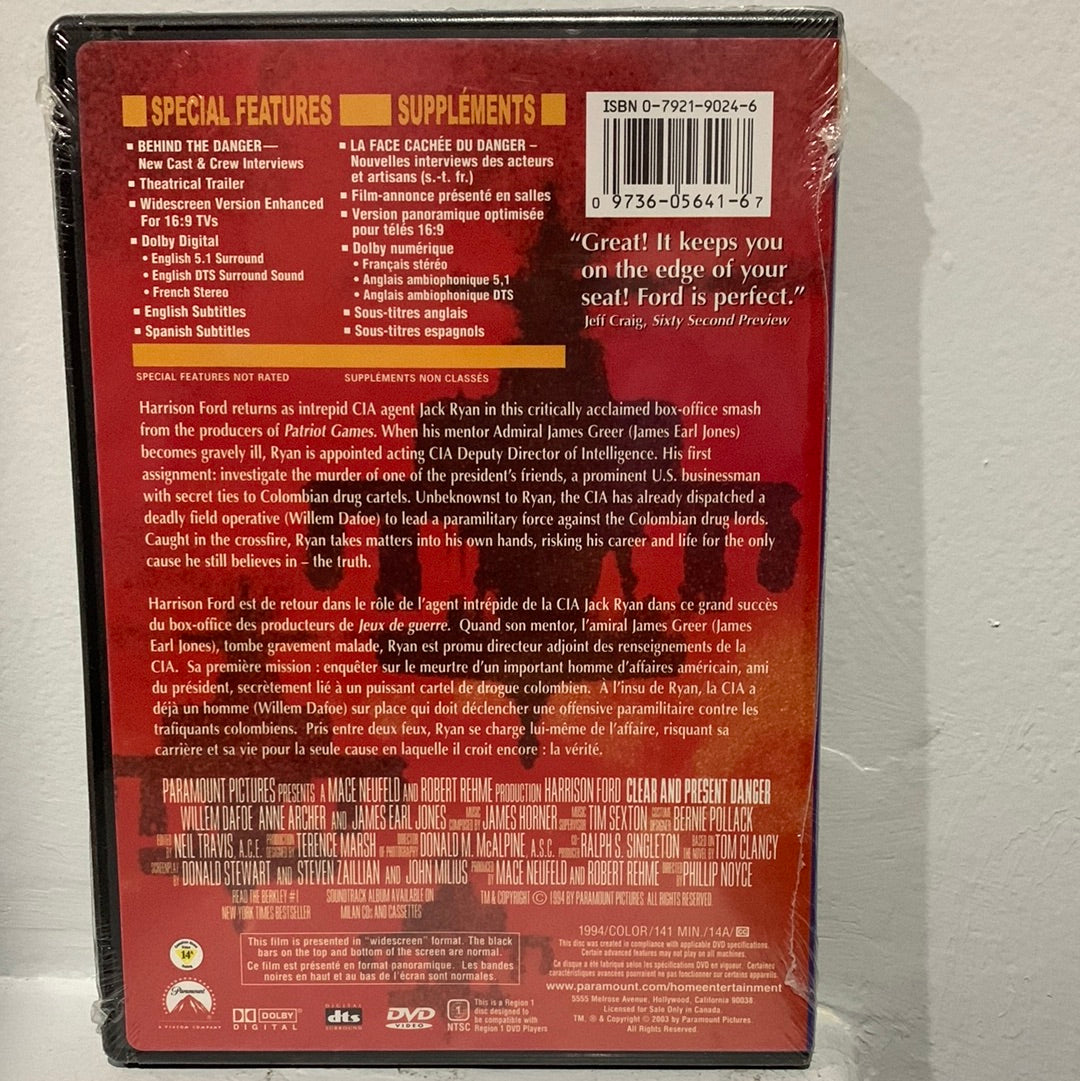 SPECIAL FEATURES
BEHIND THE DANGER—
New Cast & Crew Interviews
Theatrical Trailer
Widescreen Version Enhanced
For 16:9 TVs
Dolby Digital
• English 5.1 Surround
• English DTS Surround Sound
• French Stereo
English Subtitles
Spanish Subtitles
SPECIAL FEATURES NOT RATED
SUPPLÉMENTS
LA FACE CACHÉE DU DANGER –
Nouvelles interviews des acteurs
et artisans (s.-t. fr.)
Film-annonce présenté en salles
Version panoramique optimisée
pour télés 16:9
Dolby numérique
• Français stéréo
• Anglais ambiophonique 5,1
• Anglais ambiophonique DTS
Sous-titres anglais
Sous-titres espagnols
SUPPLÉMENTS NON CLASSÉS
ISBN 0-7921-9024-6
0 9736-05641-6 7
“Great! It keeps you
on the edge of your
seat! Ford is perfect.”
Jeff Craig, Sixty Second Preview
Harrison Ford returns as intrepid CIA agent Jack Ryan in this critically acclaimed box-office smash
from the producers of Patriot Games. When his mentor Admiral James Greer (James Earl Jones)
becomes gravely ill, Ryan is appointed acting CIA Deputy Director of Intelligence. His first
assignment: investigate the murder of one of the president’s friends, a prominent U.S. businessman
with secret ties to Colombian drug cartels. Unbeknownst to Ryan, the CIA has already dispatched a
deadly field operative (Willem Dafoe) to lead a paramilitary force against the Colombian drug lords.
Caught in the crossfire, Ryan takes matters into his own hands, risking his career and life for the only
cause he still believes in – the truth.
Harrison Ford est de retour dans le rôle de l’agent intrépide de la CIA Jack Ryan dans ce grand succès
du box-office des producteurs de Jeux de guerre. Quand son mentor, l’amiral James Greer (James
Earl Jones), tombe gravement malade, Ryan est promu directeur adjoint des renseignements de la
CIA. Sa première mission : enquêter sur le meurtre d’un important homme d’affaires américain, ami
du président, secrètement lié à un puissant cartel de drogue colombien. À l’insu de Ryan, la CIA a
déjà un homme (Willem Dafoe) sur place qui doit déclencher une offensive paramilitaire contre les
trafiquants colombiens. Pris entre deux feux, Ryan se charge lui-même de l’affaire, risquant sa
carrière et sa vie pour la seule cause en laquelle il croit encore : la vérité.
PARAMOUNT PICTURES PRESENTS A MACE NEUFELD AND ROBERT REHME PRODUCTION HARRISON FORD CLEAR AND PRESENT DANGER
WILLEM DAFOE ANNE ARCHER AND JAMES EARL JONES MUSIC COMPOSED BY JAMES HORNER MUSIC SUPERVISOR TIM SEXTON COSTUME DESIGNER BERNIE POLLACK
EDITED BY NEIL TRAVIS, A.C.E. PRODUCTION DESIGNED BY TERENCE MARSH DIRECTOR OF PHOTOGRAPHY DONALD M. McALPINE, A.S.C. CO-PRODUCER RALPH S. SINGLETON BASED ON THE NOVEL BY TOM CLANCY
SCREENPLAY BY DONALD STEWART AND STEVEN ZAILLIAN AND JOHN MILIUS PRODUCED BY MACE NEUFELD AND ROBERT REHME DIRECTED BY PHILLIP NOYCE
READ THE BERKLEY #1
NEW YORK TIMES BESTSELLER
SOUNDTRACK ALBUM AVAILABLE ON
MILAN CDs AND CASSETTES
TM & COPYRIGHT © 1994 BY PARAMOUNT PICTURES ALL RIGHTS RESERVED
14A
This film is presented in "widescreen" format. The black
bars on the top and bottom of the screen are normal.
Ce film est présenté en format panoramique. Les bandes
noires en haut et au bas de l’écran sont normales.
1994/COLOR/141 MIN./14A/CC
This disc was created in compliance with applicable DVD specifications.
Certain advanced features may not play on all machines.
Ce disque a été fabriqué selon les spécifications DVD en vigueur. Certaines
caractéristiques avancées pourraient ne pas fonctionner sur certains appareils.
www.paramount.com/homeentertainment
5555 Melrose Avenue, Hollywood, California 90038
Licensed for Sale Only in Canada.
TM, ® & Copyright © 2003 by Paramount Pictures.
All Rights Reserved.
Paramount
A VIACOM COMPANY
DOLBY
DIGITAL
DIGITAL
dts
SURROUND
DVD
VIDEO
1
NTSC
This is a Region 1
disc designed to
be compatible with
Region 1 DVD Players